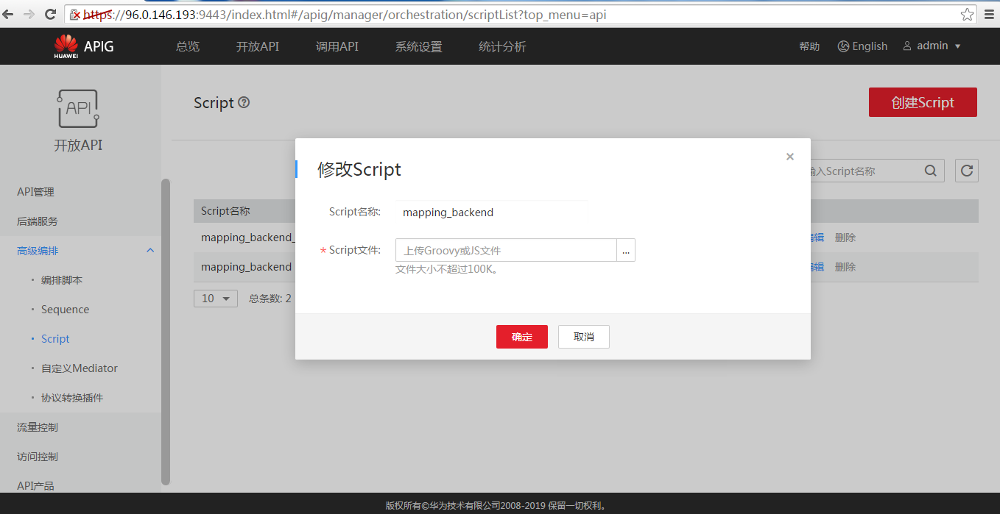 https://96.0.146.193:9443/index.html#/apig/manager/orchestration/scriptList?top_menu=api
HUAWEI APIG 总览 开放API 调用API 系统设置 统计分析 帮助 English admin
API
开放API
Script
创建Script
API管理
后端服务
高级编排
编排脚本
Sequence
Script
自定义Mediator
协议转换插件
流量控制
访问控制
API产品
入Script名称
Script名称
mapping_backend_ 编辑 删除
mapping_backend 编辑 删除
10 总条数: 2
修改Script
×
Script名称: mapping_backend
* Script文件: 上传Groovy或JS文件 ...
文件大小不超过100K。
确定 取消
版权所有©华为技术有限公司2008-2019 保留一切权利。